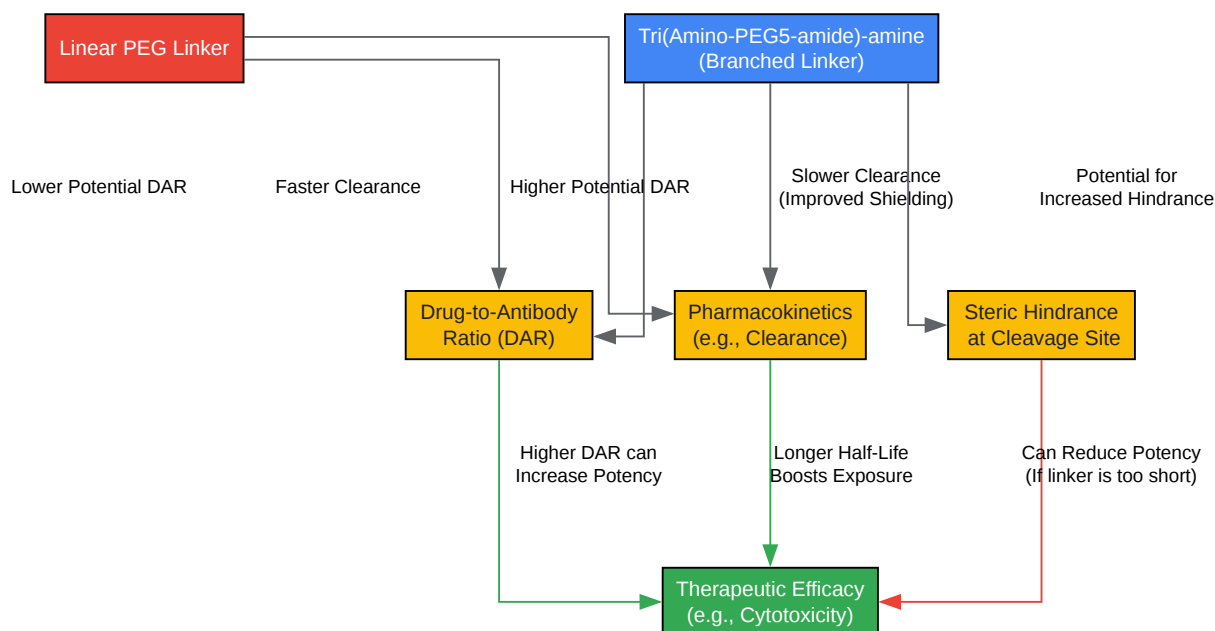 Linear PEG Linker
Tri(Amino-PEG5-amide)-amine
(Branched Linker)
Lower Potential DAR
Faster Clearance
Higher Potential DAR
Slower Clearance
(Improved Shielding)
Potential for
Increased Hindrance
Drug-to-Antibody
Ratio (DAR)
Pharmacokinetics
(e.g., Clearance)
Steric Hindrance
at Cleavage Site
Higher DAR can
Increase Potency
Longer Half-Life
Boosts Exposure
Can Reduce Potency
(If linker is too short)
Therapeutic Efficacy
(e.g., Cytotoxicity)